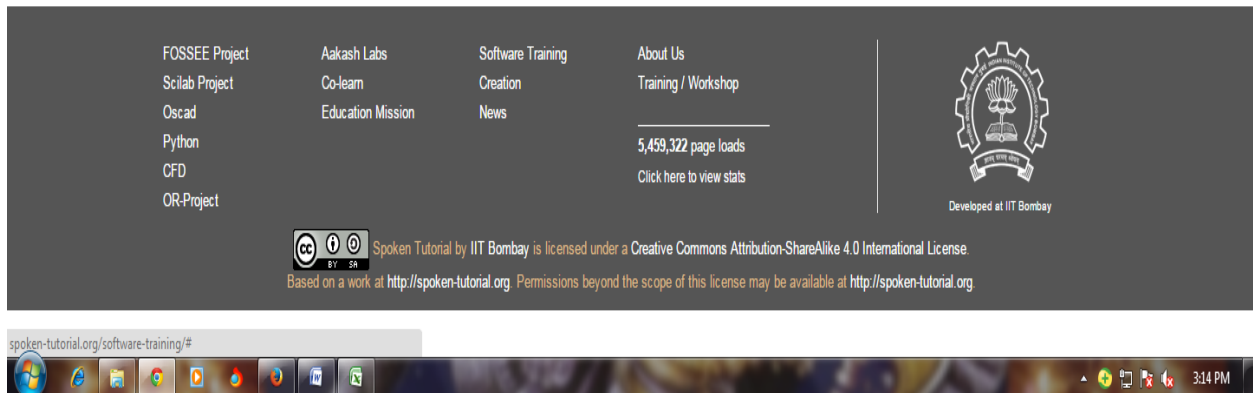 FOSSEE Project
Scilab Project
Oscad
Python
CFD
OR-Project
Aakash Labs
Co-learn
Education Mission
Software Training
Creation
News
About Us
Training / Workshop
5,459,322 page loads
Click here to view stats
Developed at IIT Bombay
cc BY SA Spoken Tutorial by IIT Bombay is licensed under a Creative Commons Attribution-ShareAlike 4.0 International License.
Based on a work at http://spoken-tutorial.org. Permissions beyond the scope of this license may be available at http://spoken-tutorial.org.
spoken-tutorial.org/software-training/#
3:14 PM